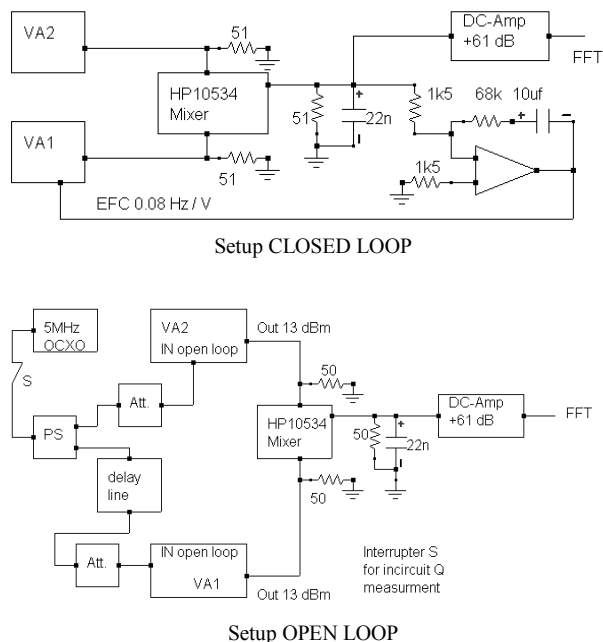 VA2
51
HP10534
Mixer
VA1
51
51
+
22n
1k5
68k
+
10uf
-
1k5
DC-Amp
+61 dB
FFT
EFC 0.08 Hz / V
Setup CLOSED LOOP
5MHz
OCXO
S
PS
Att.
delay
line
Att.
VA2
IN open loop
Out 13 dBm
50
HP10534
Mixer
50
50
+
22n
DC-Amp
+61 dB
FFT
IN open loop
VA1
Out 13 dBm
Interrupter S
for incircuit Q
measurment
Setup OPEN LOOP